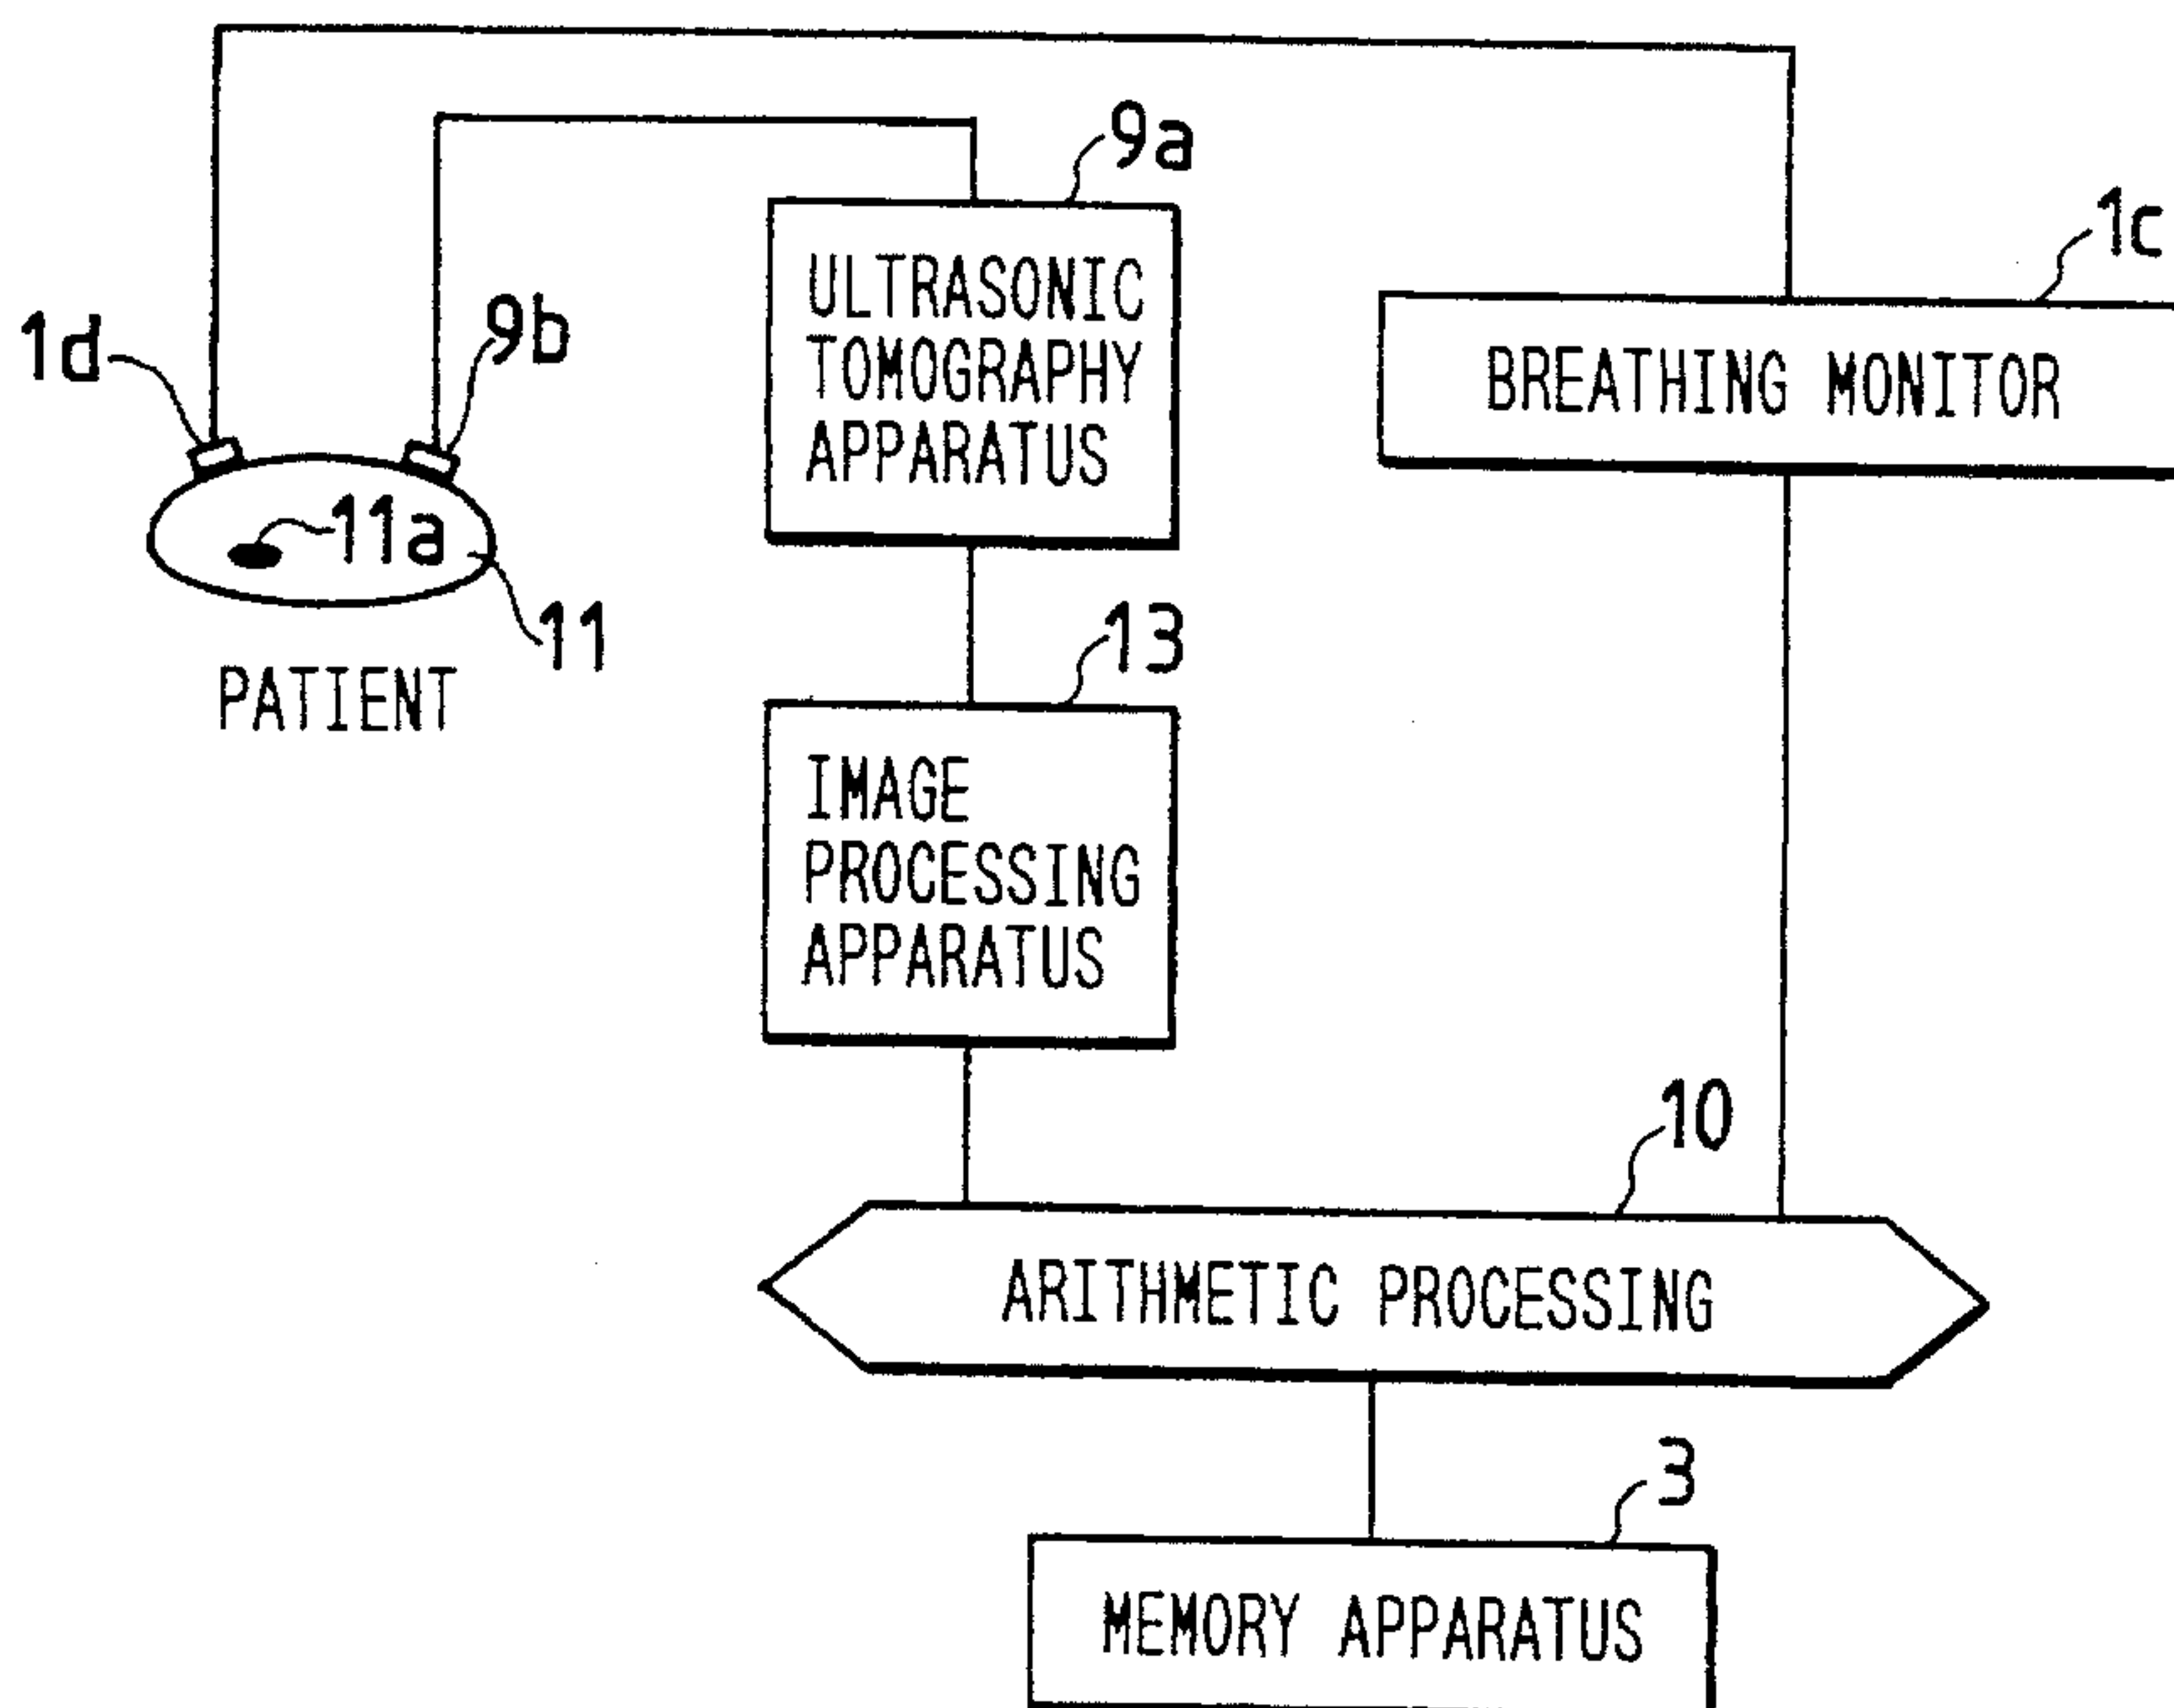 9a
1c
ULTRASONIC
TOMOGRAPHY
APPARATUS
BREATHING MONITOR
1d
9b
11a
11
PATIENT
13
IMAGE
PROCESSING
APPARATUS
10
ARITHMETIC PROCESSING
3
MEMORY APPARATUS